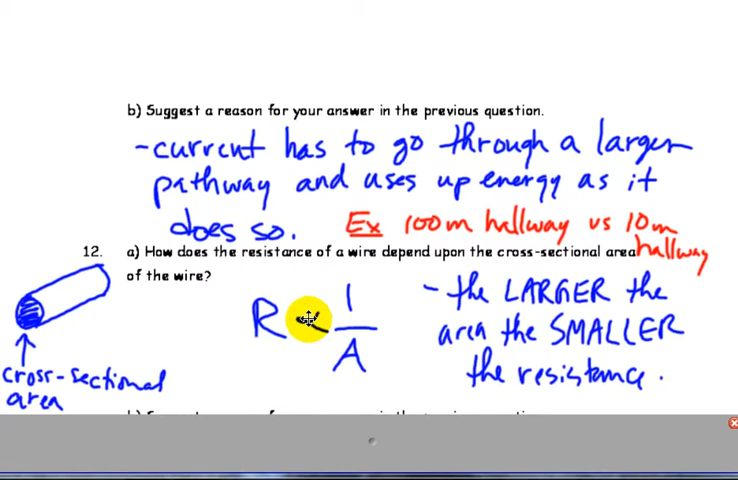 b) Suggest a reason for your answer in the previous question.
- current has to go through a larger
pathway and uses up energy as it
does so. Ex 100m hallway vs 10m
hallway
12. a) How does the resistance of a wire depend upon the cross-sectional area
of the wire?
R ∝ 1/A
- the LARGER the
area the SMALLER
the resistance.
cross-sectional
area